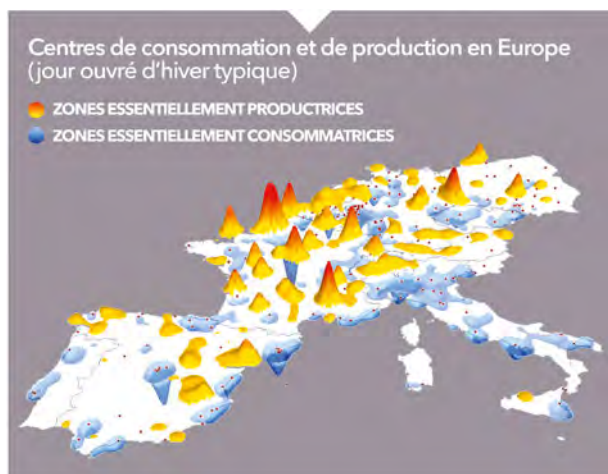 Centres de consommation et de production en Europe
(jour ouvré d'hiver typique)
ZONES ESSENTIELLEMENT PRODUCTRICES
ZONES ESSENTIELLEMENT CONSOMMATRICES